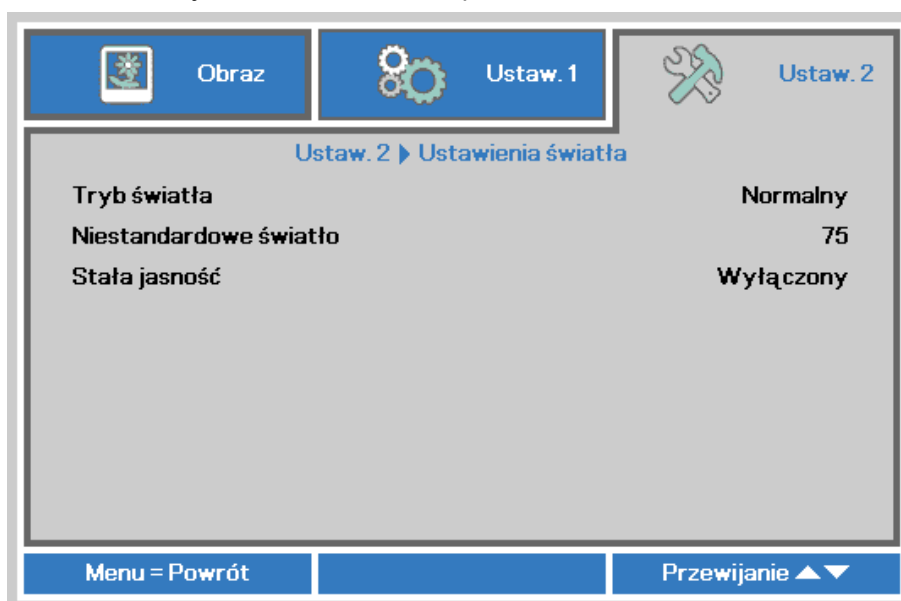 Obraz
Ustaw. 1
Ustaw. 2
Ustaw. 2 ▶ Ustawienia światła
Tryb światła Normalny
Niestandardowe światło 75
Stała jasność Wyłączony
Menu = Powrót
Przewijanie ▲▼